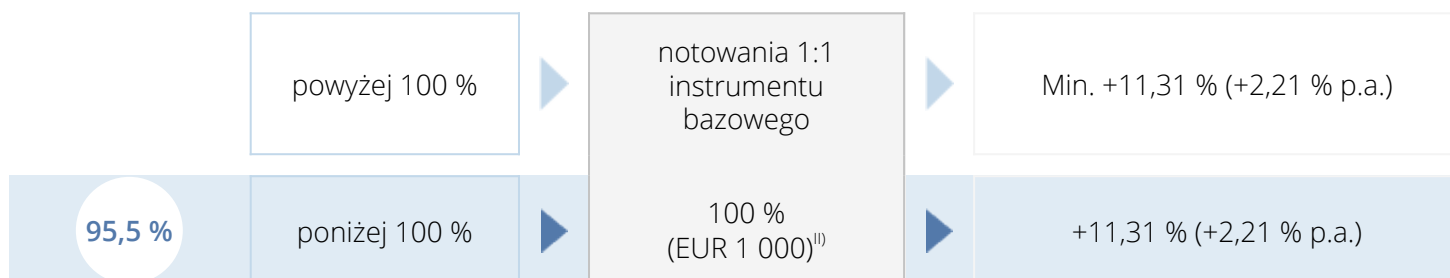 powyżej 100 %
notowania 1:1
instrumentu
bazowego
Min. +11,31 % (+2,21 % p.a.)
95,5 %
poniżej 100 %
100 %
(EUR 1 000)II)
+11,31 % (+2,21 % p.a.)